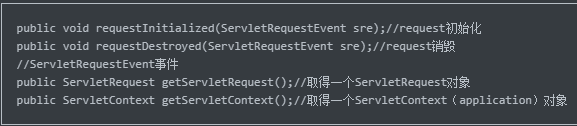 public void requestInitialized(ServletRequestEvent sre);//request初始化
public void requestDestroyed(ServletRequestEvent sre);//request销毁
//ServletRequestEvent事件
public ServletRequest getServletRequest();//取得一个ServletRequest对象
public ServletContext getServletContext();//取得一个ServletContext（application）对象